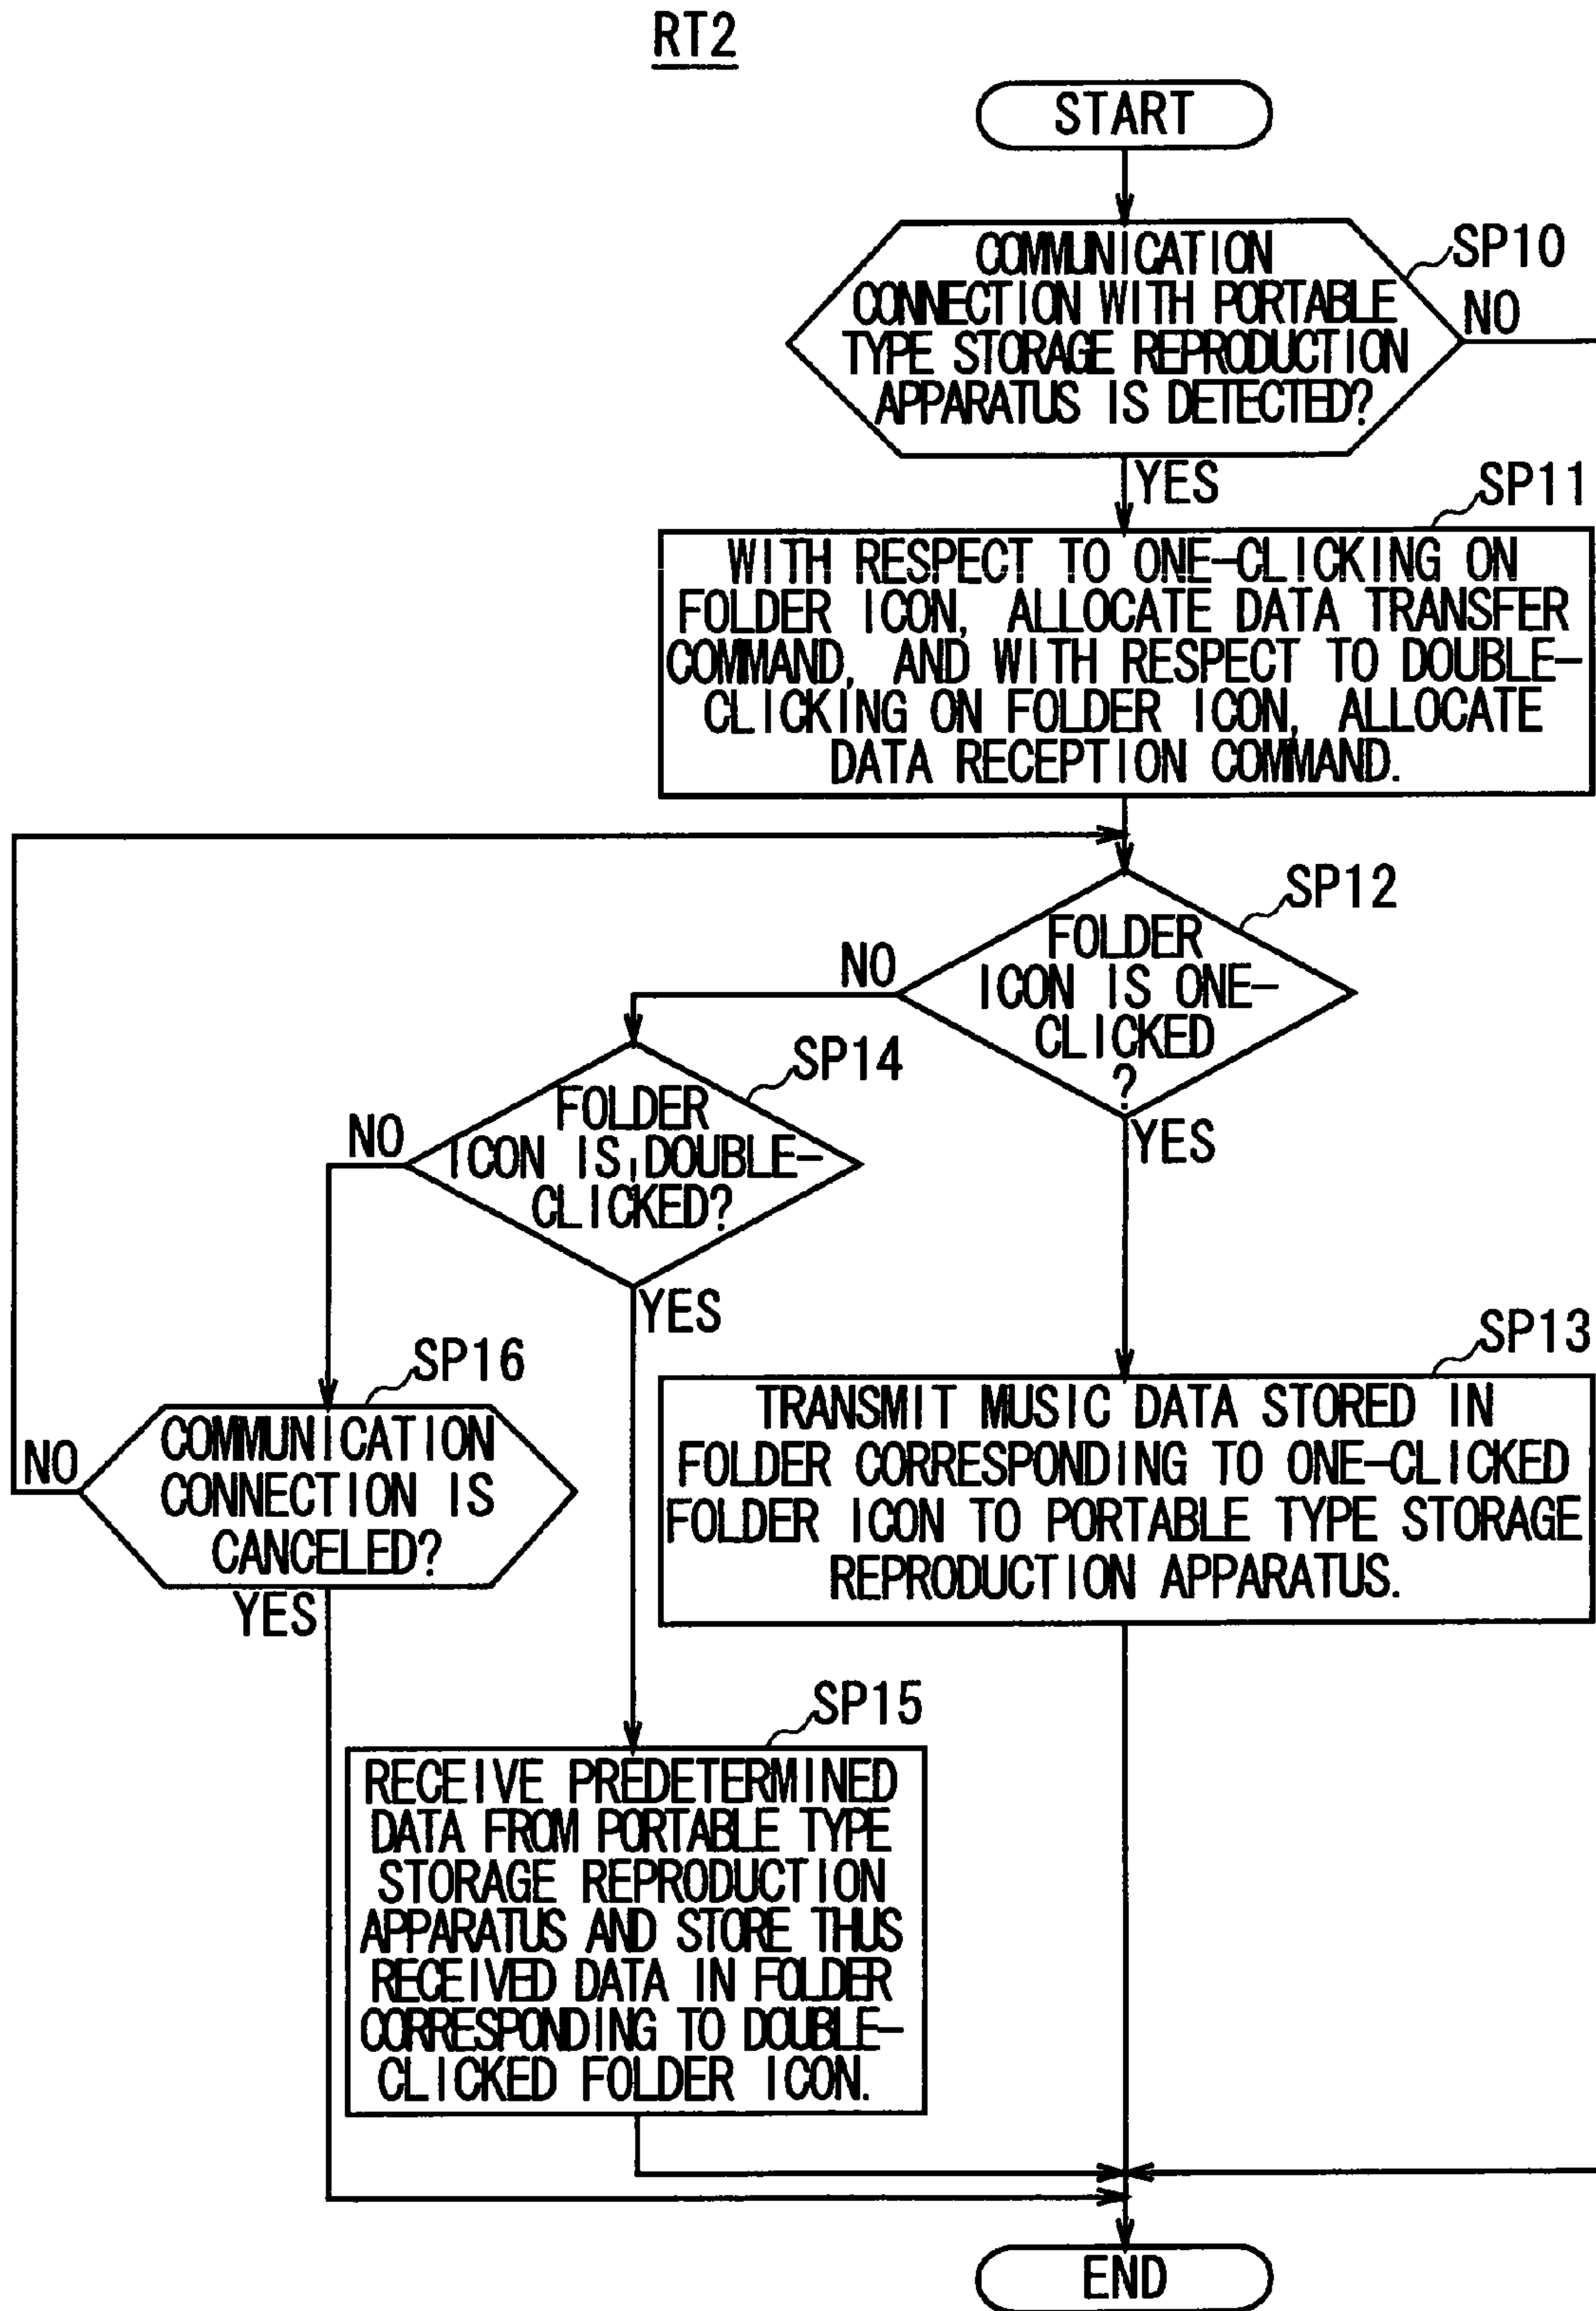 RT2
START
SP10
COMMUNICATION
CONNECTION WITH PORTABLE
TYPE STORAGE REPRODUCTION
APPARATUS IS DETECTED?
NO
YES
SP11
WITH RESPECT TO ONE-CLICKING ON
FOLDER ICON, ALLOCATE DATA TRANSFER
COMMAND, AND WITH RESPECT TO DOUBLE-
CLICKING ON FOLDER ICON, ALLOCATE
DATA RECEPTION COMMAND.
SP12
FOLDER
ICON IS ONE-
CLICKED
?
NO
YES
SP14
FOLDER
ICON IS DOUBLE-
CLICKED?
NO
YES
SP13
TRANSMIT MUSIC DATA STORED IN
FOLDER CORRESPONDING TO ONE-CLICKED
FOLDER ICON TO PORTABLE TYPE STORAGE
REPRODUCTION APPARATUS.
SP16
COMMUNICATION
CONNECTION IS
CANCELED?
NO
YES
SP15
RECEIVE PREDETERMINED
DATA FROM PORTABLE TYPE
STORAGE REPRODUCTION
APPARATUS AND STORE THUS
RECEIVED DATA IN FOLDER
CORRESPONDING TO DOUBLE-
CLICKED FOLDER ICON.
END